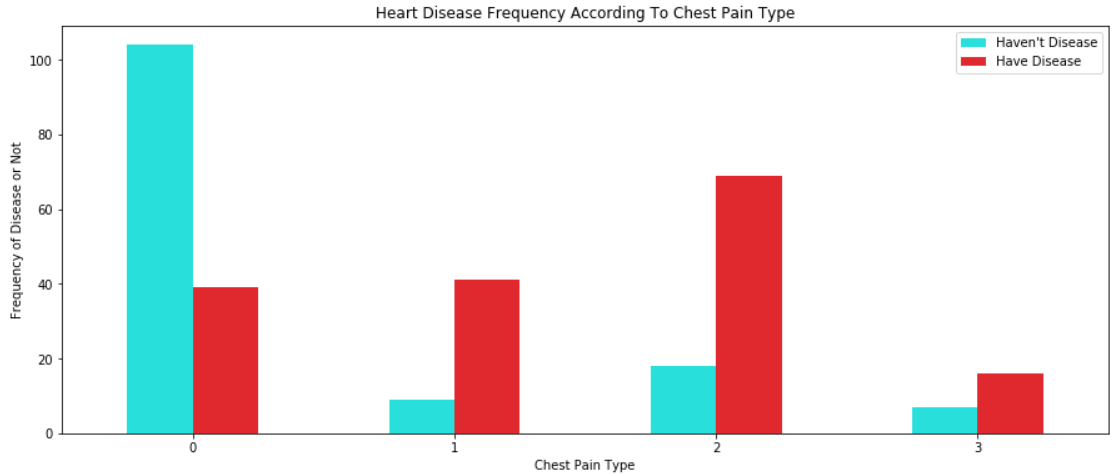 Heart Disease Frequency According To Chest Pain Type
Haven't Disease
Have Disease
Frequency of Disease or Not
100
80
60
40
20
0
0 1 2 3
Chest Pain Type